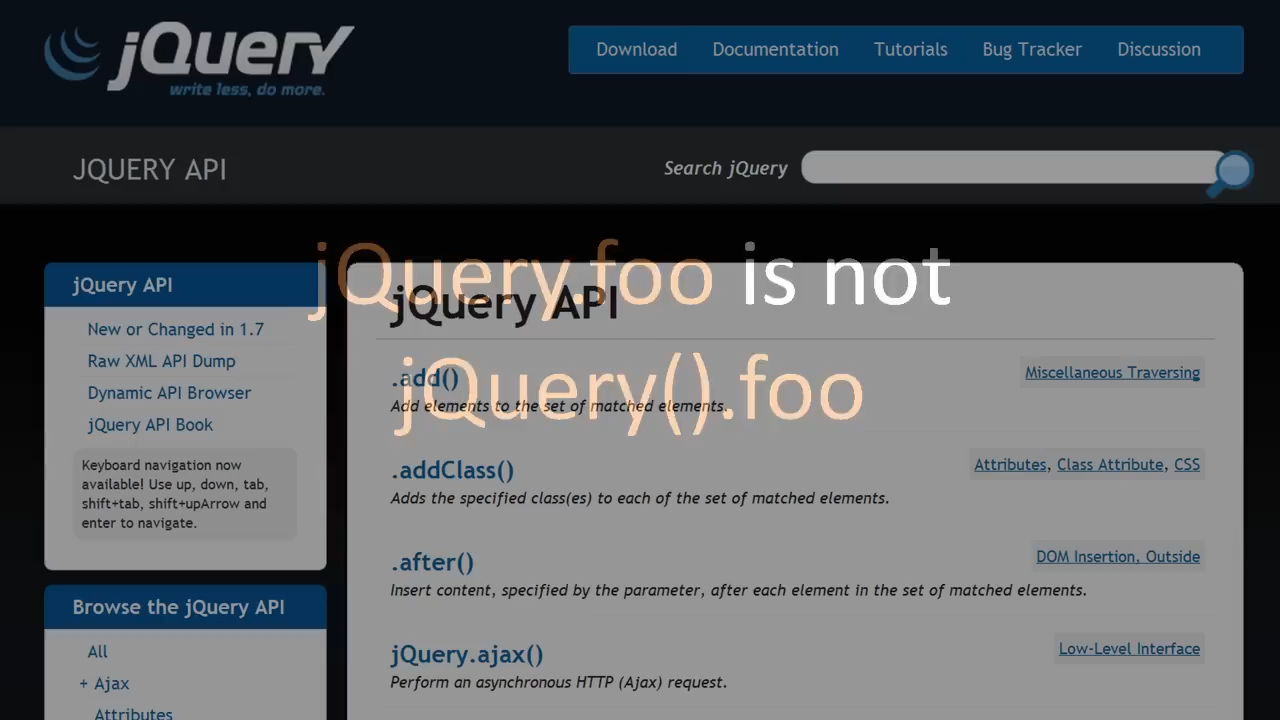 jQuery
write less, do more.
Download Documentation Tutorials Bug Tracker Discussion
JQUERY API
Search jQuery
jQuery.foo is not
jQuery().foo
jQuery API
New or Changed in 1.7
Raw XML API Dump
Dynamic API Browser
jQuery API Book
Keyboard navigation now
available! Use up, down, tab,
shift+tab, shift+upArrow and
enter to navigate.
Browse the jQuery API
All
+ Ajax
Attributes
jQuery API
.add()
Miscellaneous Traversing
Add elements to the set of matched elements.
.addClass()
Attributes, Class Attribute, CSS
Adds the specified class(es) to each of the set of matched elements.
.after()
DOM Insertion, Outside
Insert content, specified by the parameter, after each element in the set of matched elements.
jQuery.ajax()
Low-Level Interface
Perform an asynchronous HTTP (Ajax) request.